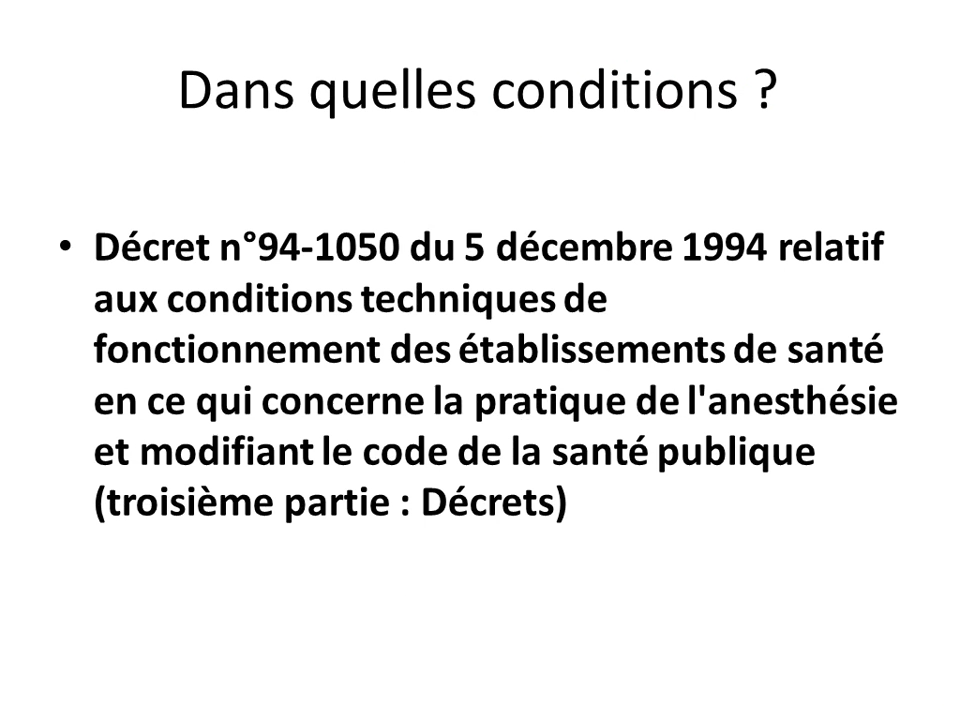 Dans quelles conditions ?
• Décret n°94-1050 du 5 décembre 1994 relatif
aux conditions techniques de
fonctionnement des établissements de santé
en ce qui concerne la pratique de l'anesthésie
et modifiant le code de la santé publique
(troisième partie : Décrets)